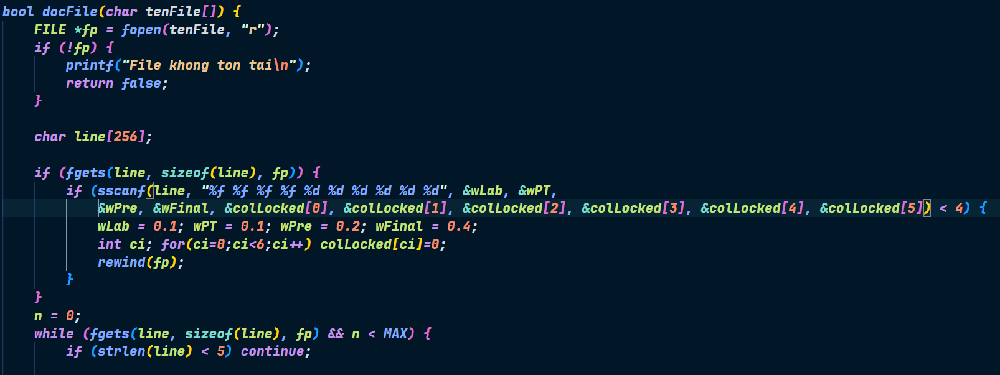 bool docFile(char tenFile[]) {
    FILE *fp = fopen(tenFile, "r");
    if (!fp) {
        printf("File khong ton tai\n");
        return false;
    }

    char line[256];

    if (fgets(line, sizeof(line), fp)) {
        if (sscanf(line, "%f %f %f %f %d %d %d %d %d %d", &wLab, &wPT,
            &wPre, &wFinal, &colLocked[0], &colLocked[1], &colLocked[2], &colLocked[3], &colLocked[4], &colLocked[5]) < 4) {
            wLab = 0.1; wPT = 0.1; wPre = 0.2; wFinal = 0.4;
            int ci; for(ci=0;ci<6;ci++) colLocked[ci]=0;
            rewind(fp);
        }
    }
    n = 0;
    while (fgets(line, sizeof(line), fp) && n < MAX) {
        if (strlen(line) < 5) continue;